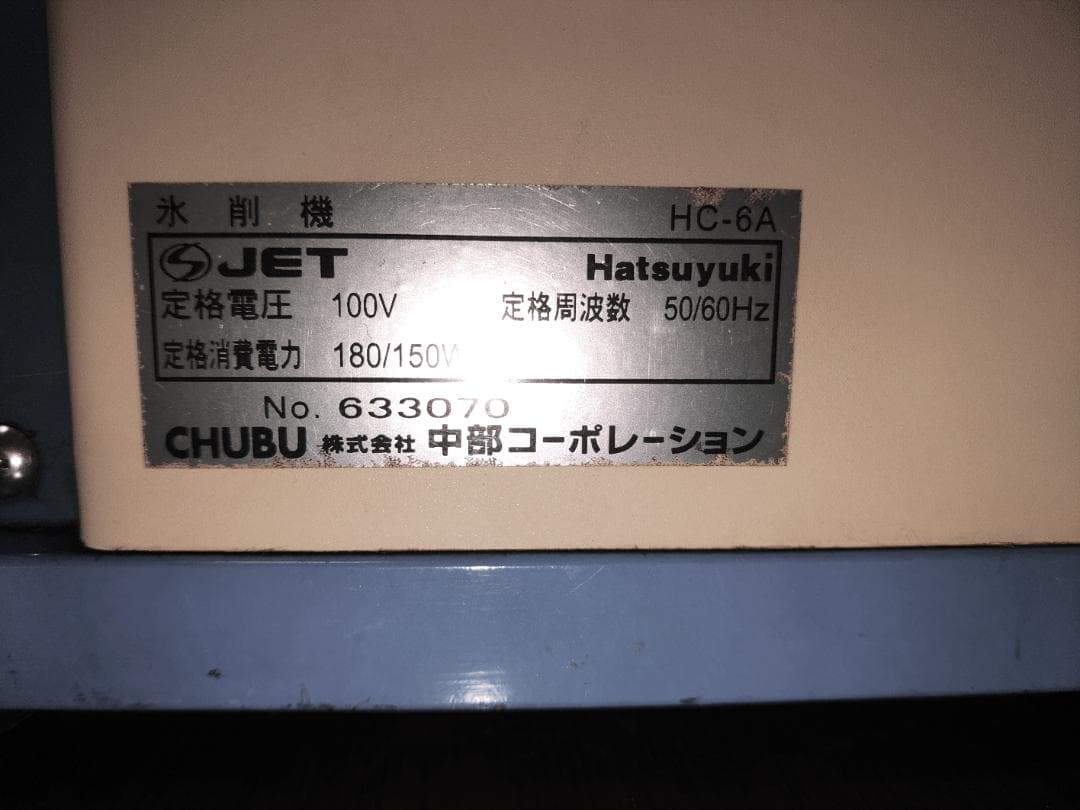 氷削機 HC-6A
JET Hatsuyuki
定格電圧 100V 定格周波数 50/60Hz
定格消費電力 180/150W
No. 633070
CHUBU 株式会社 中部コーポレーション